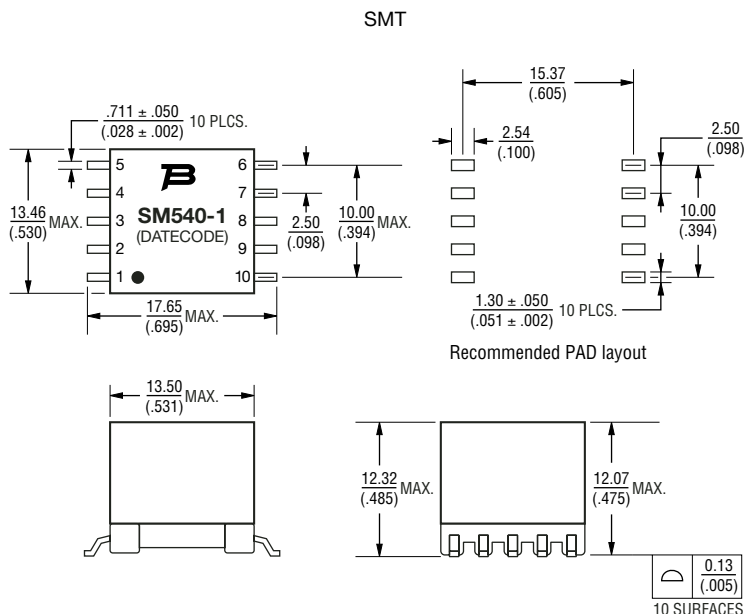 SMT
.711 ± .050
(.028 ± .002)
10 PLCS.
5
4
3
2
1
6
7
8
9
10
SM540-1
(DATECODE)
13.46
(.530)
MAX.
2.50
(.098)
10.00
(.394)
MAX.
17.65
(.695)
MAX.
15.37
(.605)
2.54
(.100)
2.50
(.098)
10.00
(.394)
1.30 ± .050
(.051 ± .002)
10 PLCS.
Recommended PAD layout
13.50
(.531)
MAX.
12.32
(.485)
MAX.
12.07
(.475)
MAX.
0.13
(.005)
10 SURFACES